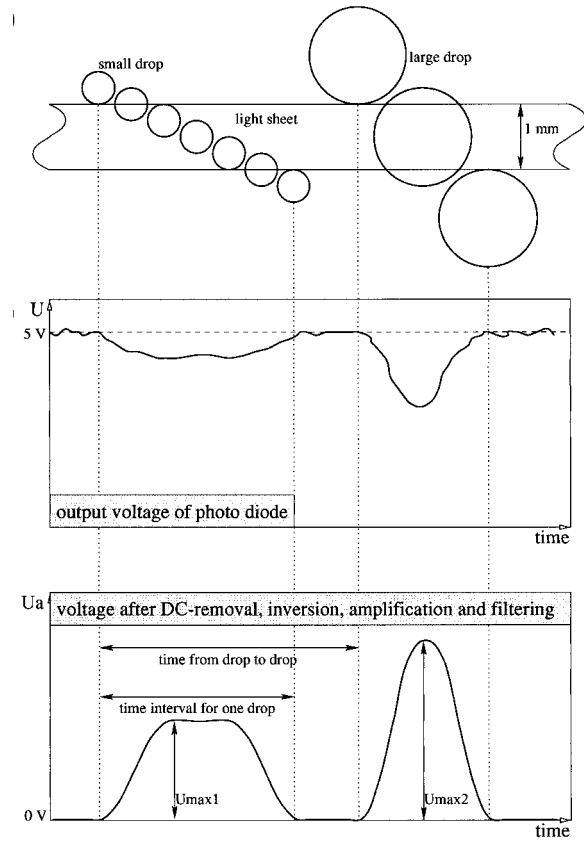 small drop
large drop
light sheet
1 mm
U
5 V
output voltage of photo diode
time
Ua
voltage after DC-removal, inversion, amplification and filtering
time from drop to drop
time interval for one drop
Umax1
Umax2
0 V
time